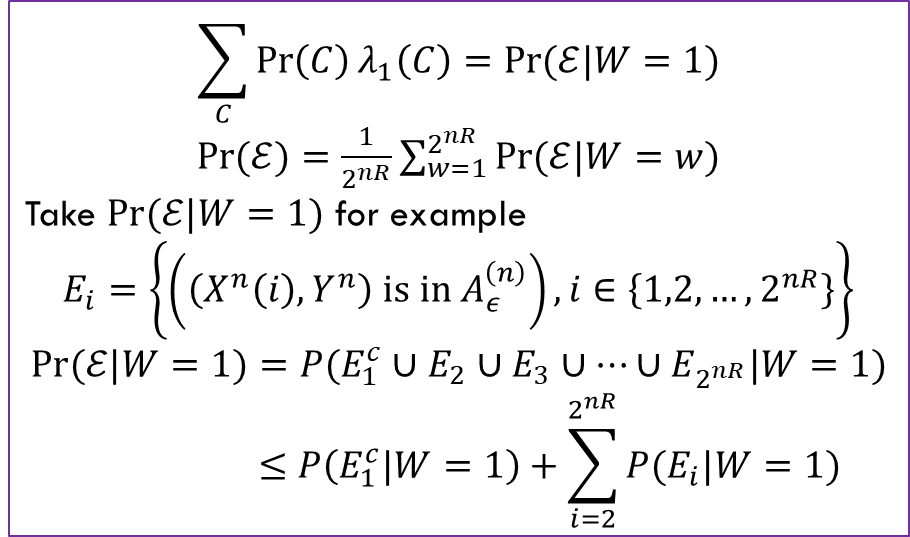 ∑_C Pr(C) λ₁(C) = Pr(ℰ|W = 1)
Pr(ℰ) = 1/2^{nR} ∑_{w=1}^{2^{nR}} Pr(ℰ|W = w)
Take Pr(ℰ|W = 1) for example
E_i = {((X^n(i), Y^n) is in A_ϵ^{(n)}), i ∈ {1,2, … , 2^{nR}}}
Pr(ℰ|W = 1) = P(E_1^c ∪ E_2 ∪ E_3 ∪ ⋯ ∪ E_{2^{nR}}|W = 1)
≤ P(E_1^c|W = 1) + ∑_{i=2}^{2^{nR}} P(E_i|W = 1)